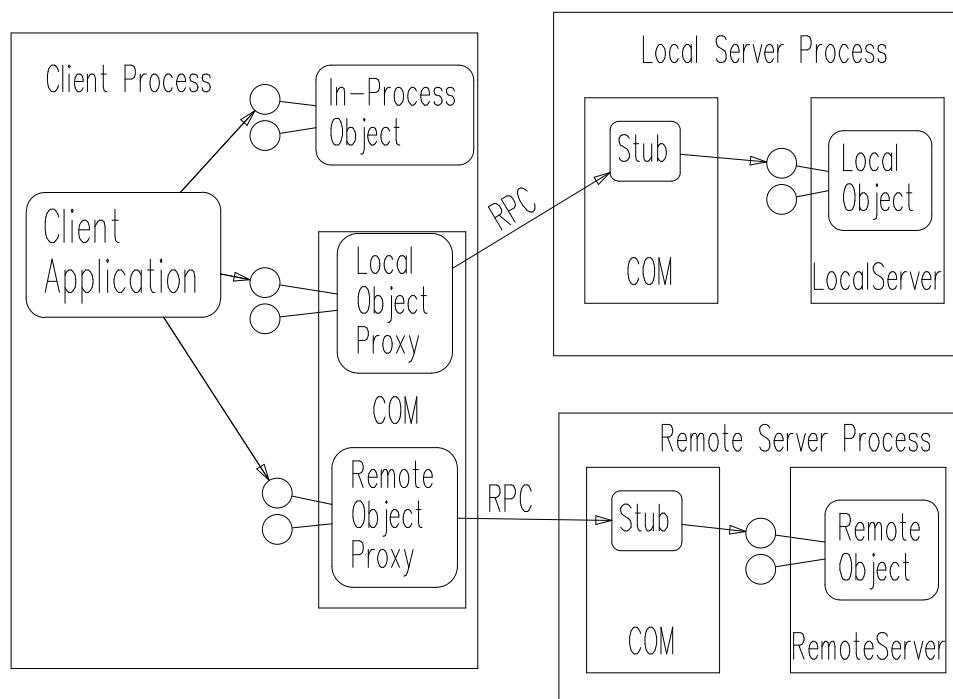 Client Process
In-Process
Object
Client
Application
Local
Object
Proxy
COM
Remote
Object
Proxy
RPC
RPC
Local Server Process
Stub
COM
Local
Object
LocalServer
Remote Server Process
Stub
COM
Remote
Object
RemoteServer